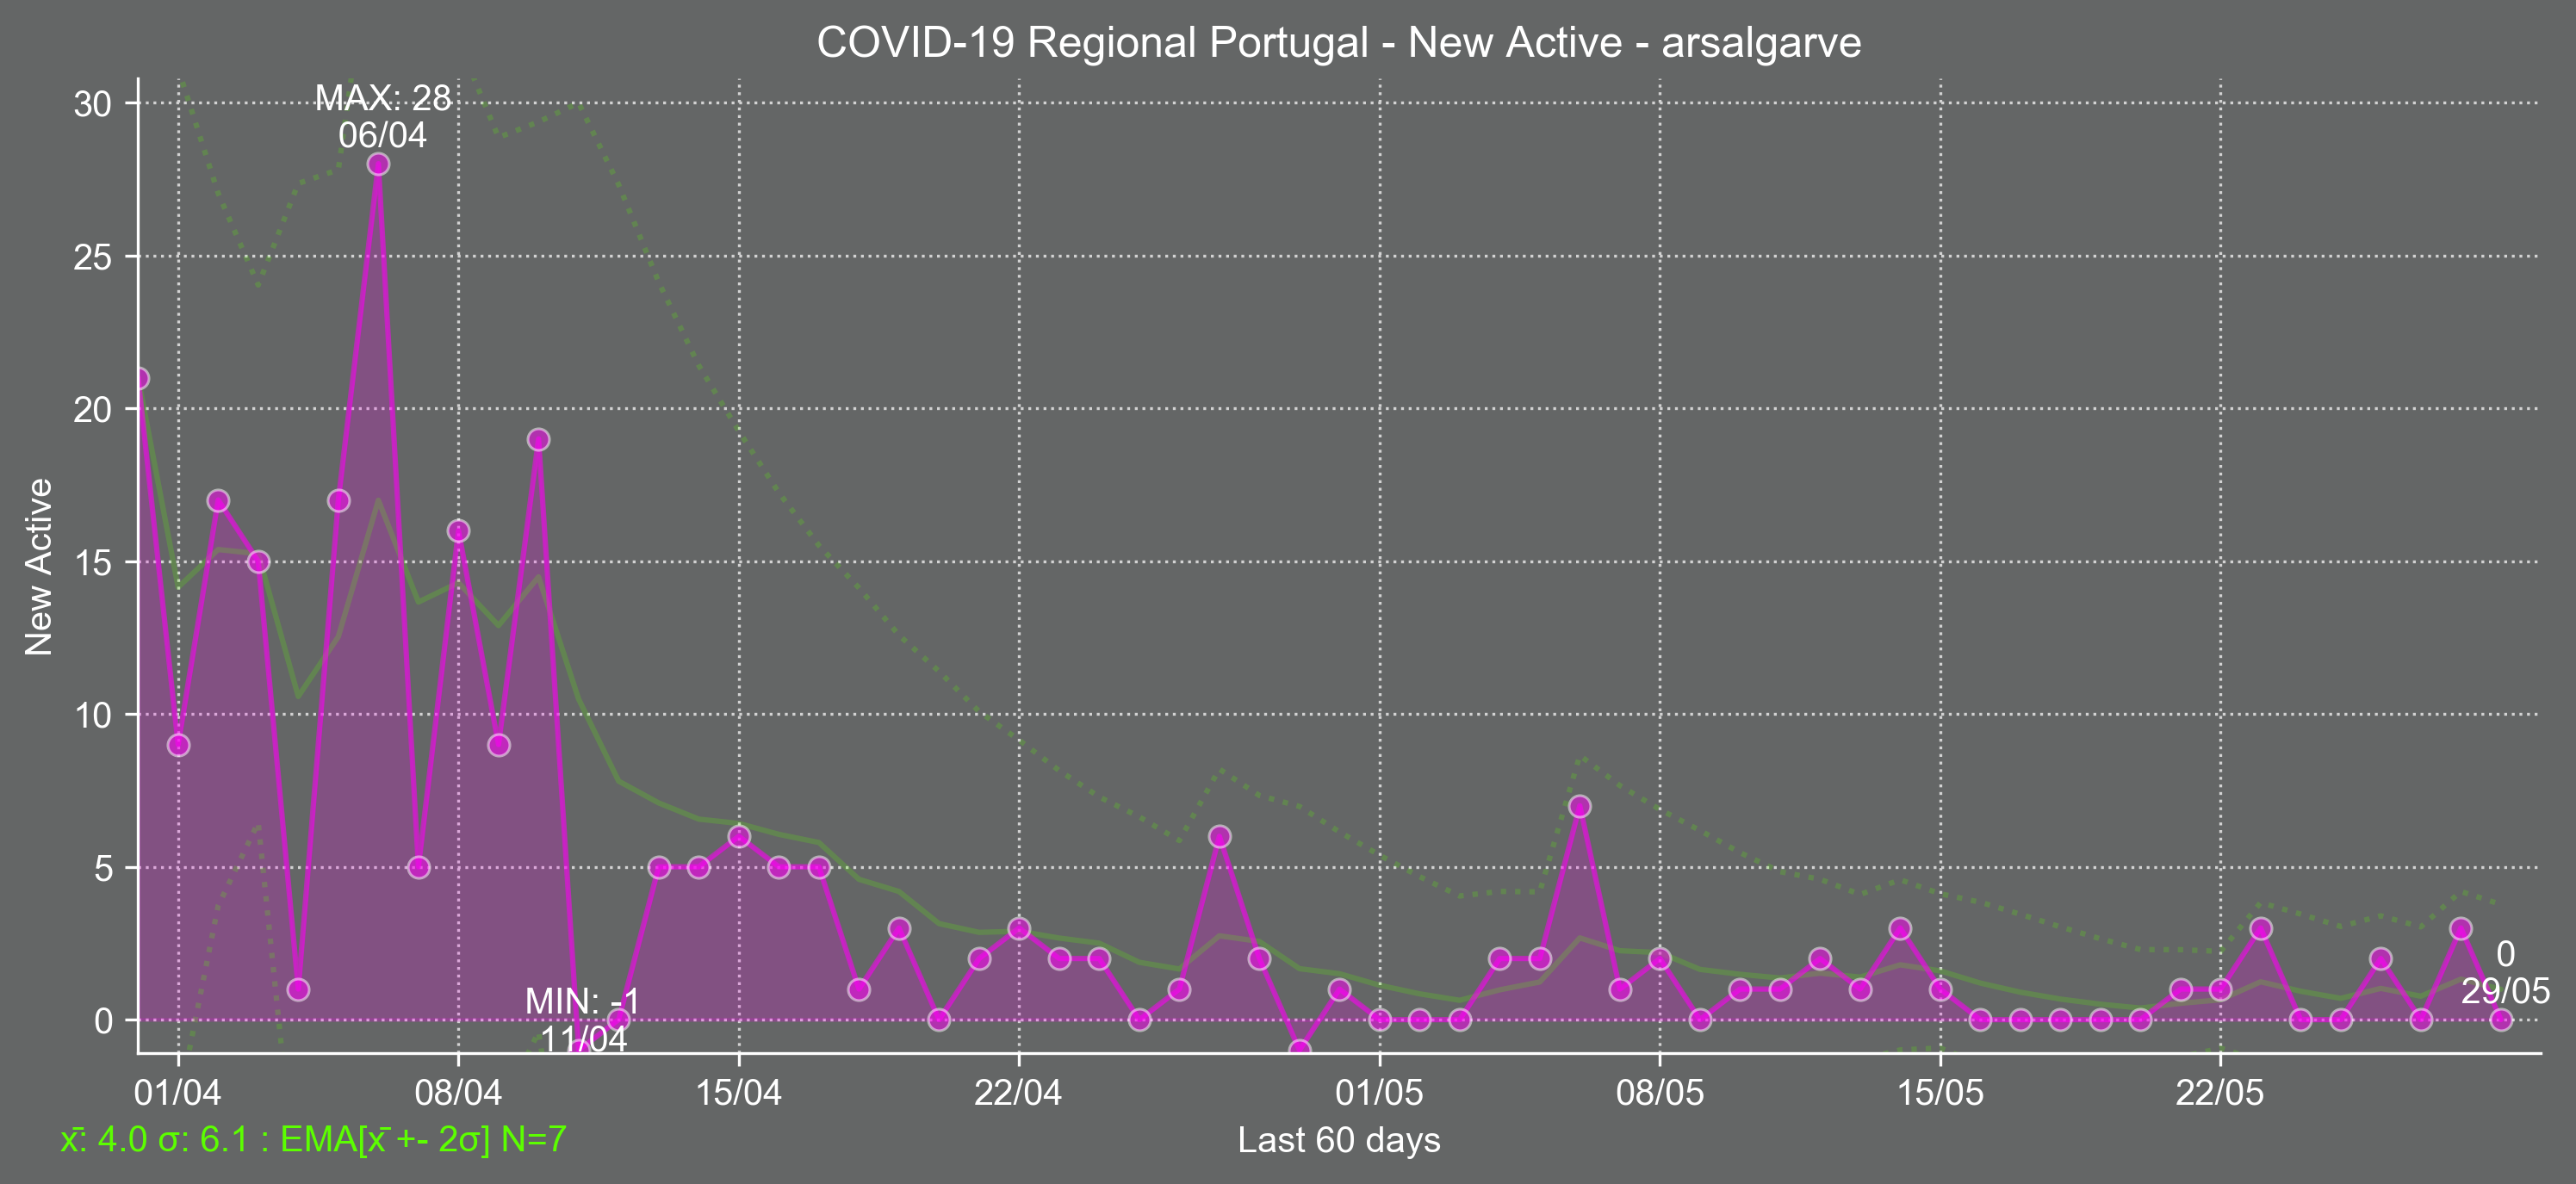 COVID-19 Regional Portugal - New Active - arsalgarve
30
25
20
15
10
5
0
New Active
MAX: 28
06/04
MIN: -1
11/04
0
29/05
01/04 08/04 15/04 22/04 01/05 08/05 15/05 22/05
x̄: 4.0 σ: 6.1 : EMA[x̄ +- 2σ] N=7
Last 60 days